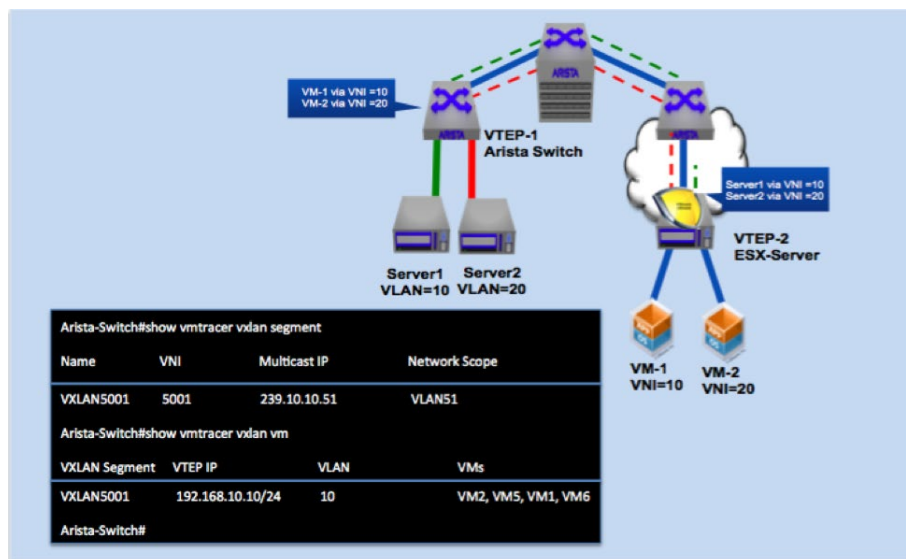 ARISTA
VM-1 via VNI =10
VM-2 via VNI =20
ARISTA
VTEP-1
Arista Switch
ARISTA
Server1 via VNI =10
Server2 via VNI =20
VTEP-2
ESX-Server
Server1
VLAN=10
Server2
VLAN=20
VM-1
VNI=10
VM-2
VNI=20
Arista-Switch#show vmtracer vxlan segment
Name VNI Multicast IP Network Scope
VXLAN5001 5001 239.10.10.51 VLAN51
Arista-Switch#show vmtracer vxlan vm
VXLAN Segment VTEP IP VLAN VMs
VXLAN5001 192.168.10.10/24 10 VM2, VM5, VM1, VM6
Arista-Switch#